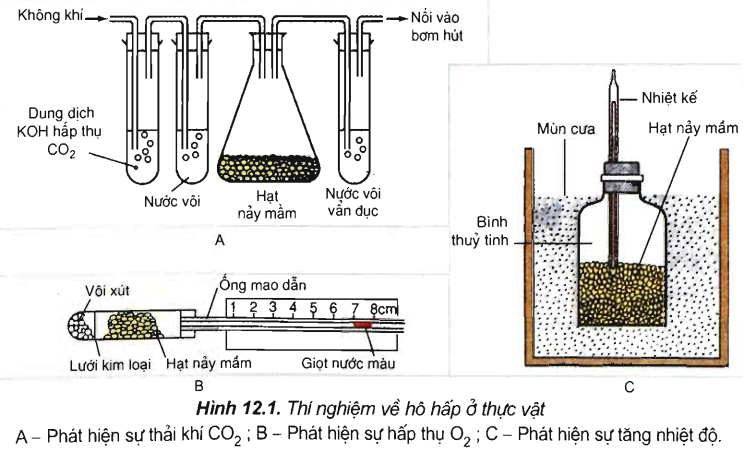 Không khí
Nối vào
bơm hút
Dung dịch
KOH hấp thụ
CO₂
Nước vôi
Hạt
nảy mầm
Nước vôi
vẩn đục
A
Vôi xút
Ống mao dẫn
1 2 3 4 5 6 7 8cm
Lưới kim loại
Hạt nảy mầm
Giọt nước màu
B
Nhiệt kế
Mùn cưa
Hạt nảy mầm
Bình
thuỷ tinh
C
Hình 12.1. Thí nghiệm về hô hấp ở thực vật
A – Phát hiện sự thải khí CO₂ ; B – Phát hiện sự hấp thụ O₂ ; C – Phát hiện sự tăng nhiệt độ.